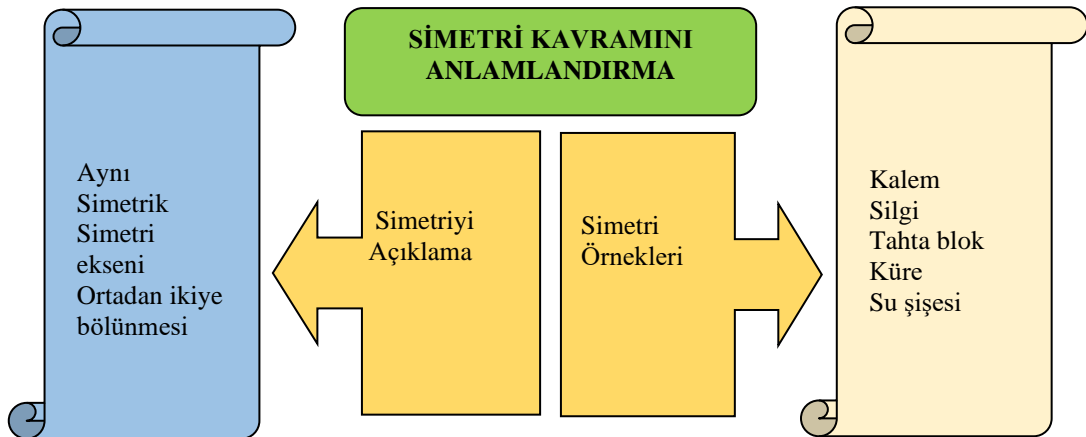 SİMETRİ KAVRAMINI
ANLAMLANDIRMA
Aynı
Simetrik
Simetri
ekseni
Ortadan ikiye
bölünmesi
Simetriyi
Açıklama
Simetri
Örnekleri
Kalem
Silgi
Tahta blok
Küre
Su şişesi